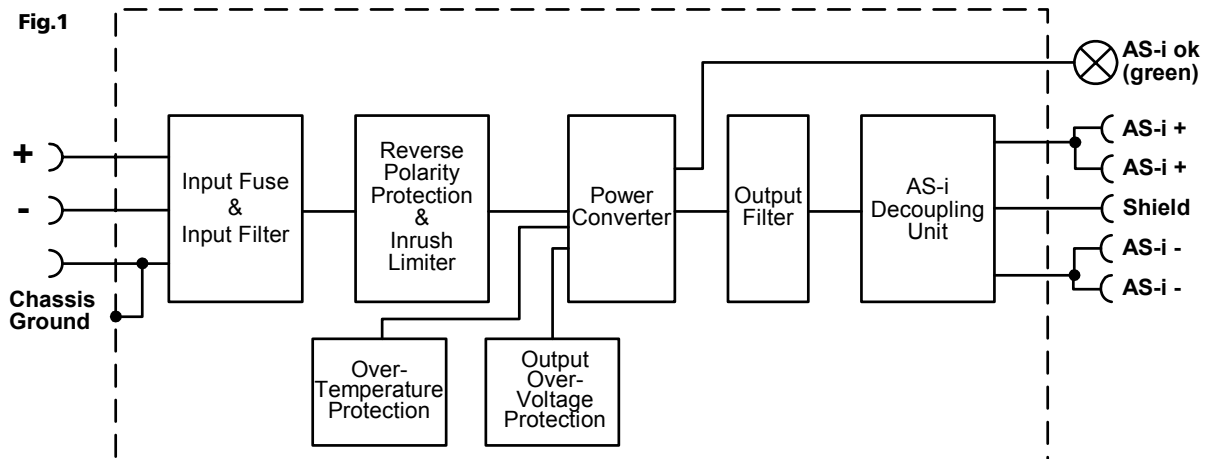 Fig.1
AS-i ok
(green)
+
-
Chassis
Ground
Input Fuse
&
Input Filter
Reverse
Polarity
Protection
&
Inrush
Limiter
Power
Converter
Output
Filter
AS-i
Decoupling
Unit
AS-i +
AS-i +
Shield
AS-i -
AS-i -
Over-
Temperature
Protection
Output
Over-
Voltage
Protection